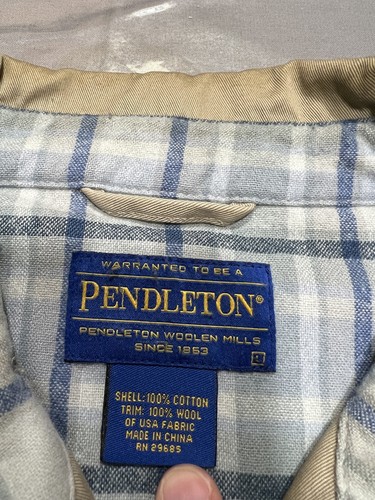 WARRANTED TO BE A
PENDLETON®
PENDLETON WOOLEN MILLS
SINCE 1863
SHELL: 100% COTTON
TRIM: 100% WOOL
OF USA FABRIC
MADE IN CHINA
RN 29685